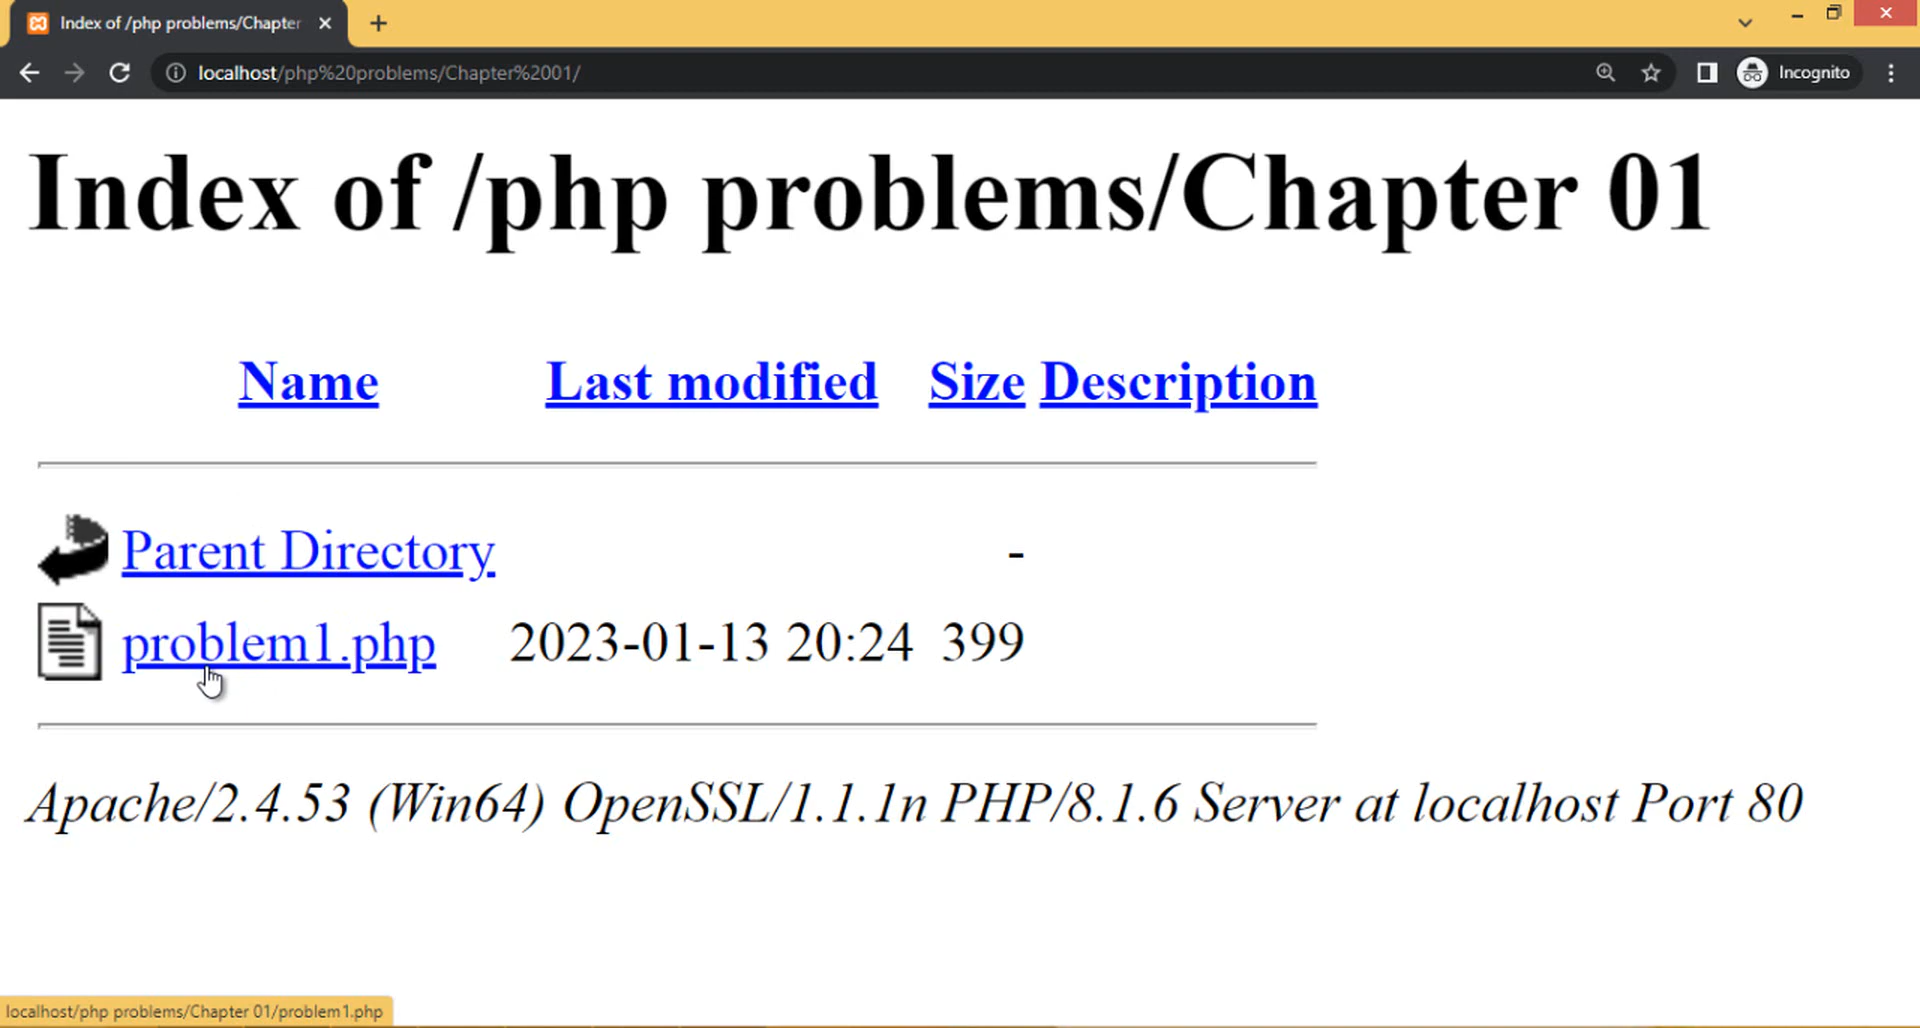 Index of /php problems/Chapter
localhost/php%20problems/Chapter%2001/
Incognito
Index of /php problems/Chapter 01
Name Last modified Size Description
Parent Directory -
problem1.php 2023-01-13 20:24 399
Apache/2.4.53 (Win64) OpenSSL/1.1.1n PHP/8.1.6 Server at localhost Port 80
localhost/php problems/Chapter 01/problem1.php